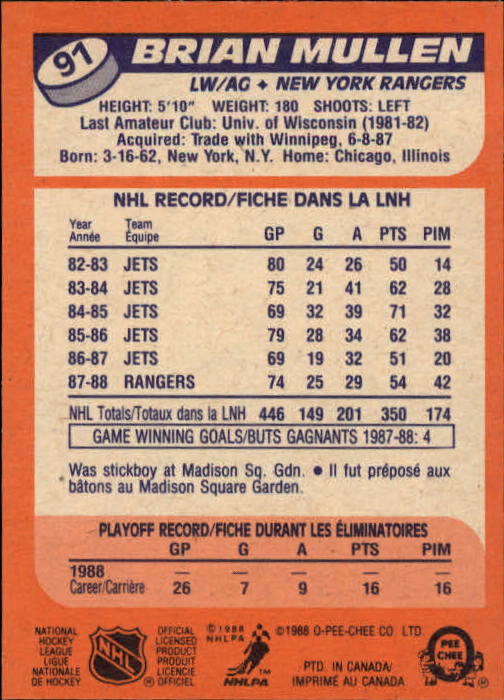 91 BRIAN MULLEN
LW/AG ♦ NEW YORK RANGERS
HEIGHT: 5'10" WEIGHT: 180 SHOOTS: LEFT
Last Amateur Club: Univ. of Wisconsin (1981-82)
Acquired: Trade with Winnipeg, 6-8-87
Born: 3-16-62, New York, N.Y. Home: Chicago, Illinois
NHL RECORD/FICHE DANS LA LNH
Year Team
Année Équipe GP G A PTS PIM
82-83 JETS 80 24 26 50 14
83-84 JETS 75 21 41 62 28
84-85 JETS 69 32 39 71 32
85-86 JETS 79 28 34 62 38
86-87 JETS 69 19 32 51 20
87-88 RANGERS 74 25 29 54 42
NHL Totals/Totaux dans la LNH 446 149 201 350 174
GAME WINNING GOALS/BUTS GAGNANTS 1987-88: 4
Was stickboy at Madison Sq. Gdn. ● Il fut préposé aux
bâtons au Madison Square Garden.
PLAYOFF RECORD/FICHE DURANT LES ÉLIMINATOIRES
GP G A PTS PIM
1988 — — — — —
Career/Carrière 26 7 9 16 16
NATIONAL
HOCKEY
LEAGUE
LIGUE
NATIONALE
DE HOCKEY
NHL
OFFICIAL
LICENSED
PRODUCT
PRODUIT
LICENCIÉ
OFFICIEL
©1988
NHLPA
NHLPA
TM
©1988 O-PEE-CHEE CO. LTD.
PTD. IN CANADA/
IMPRIMÉ AU CANADA
O
PEE
CHEE